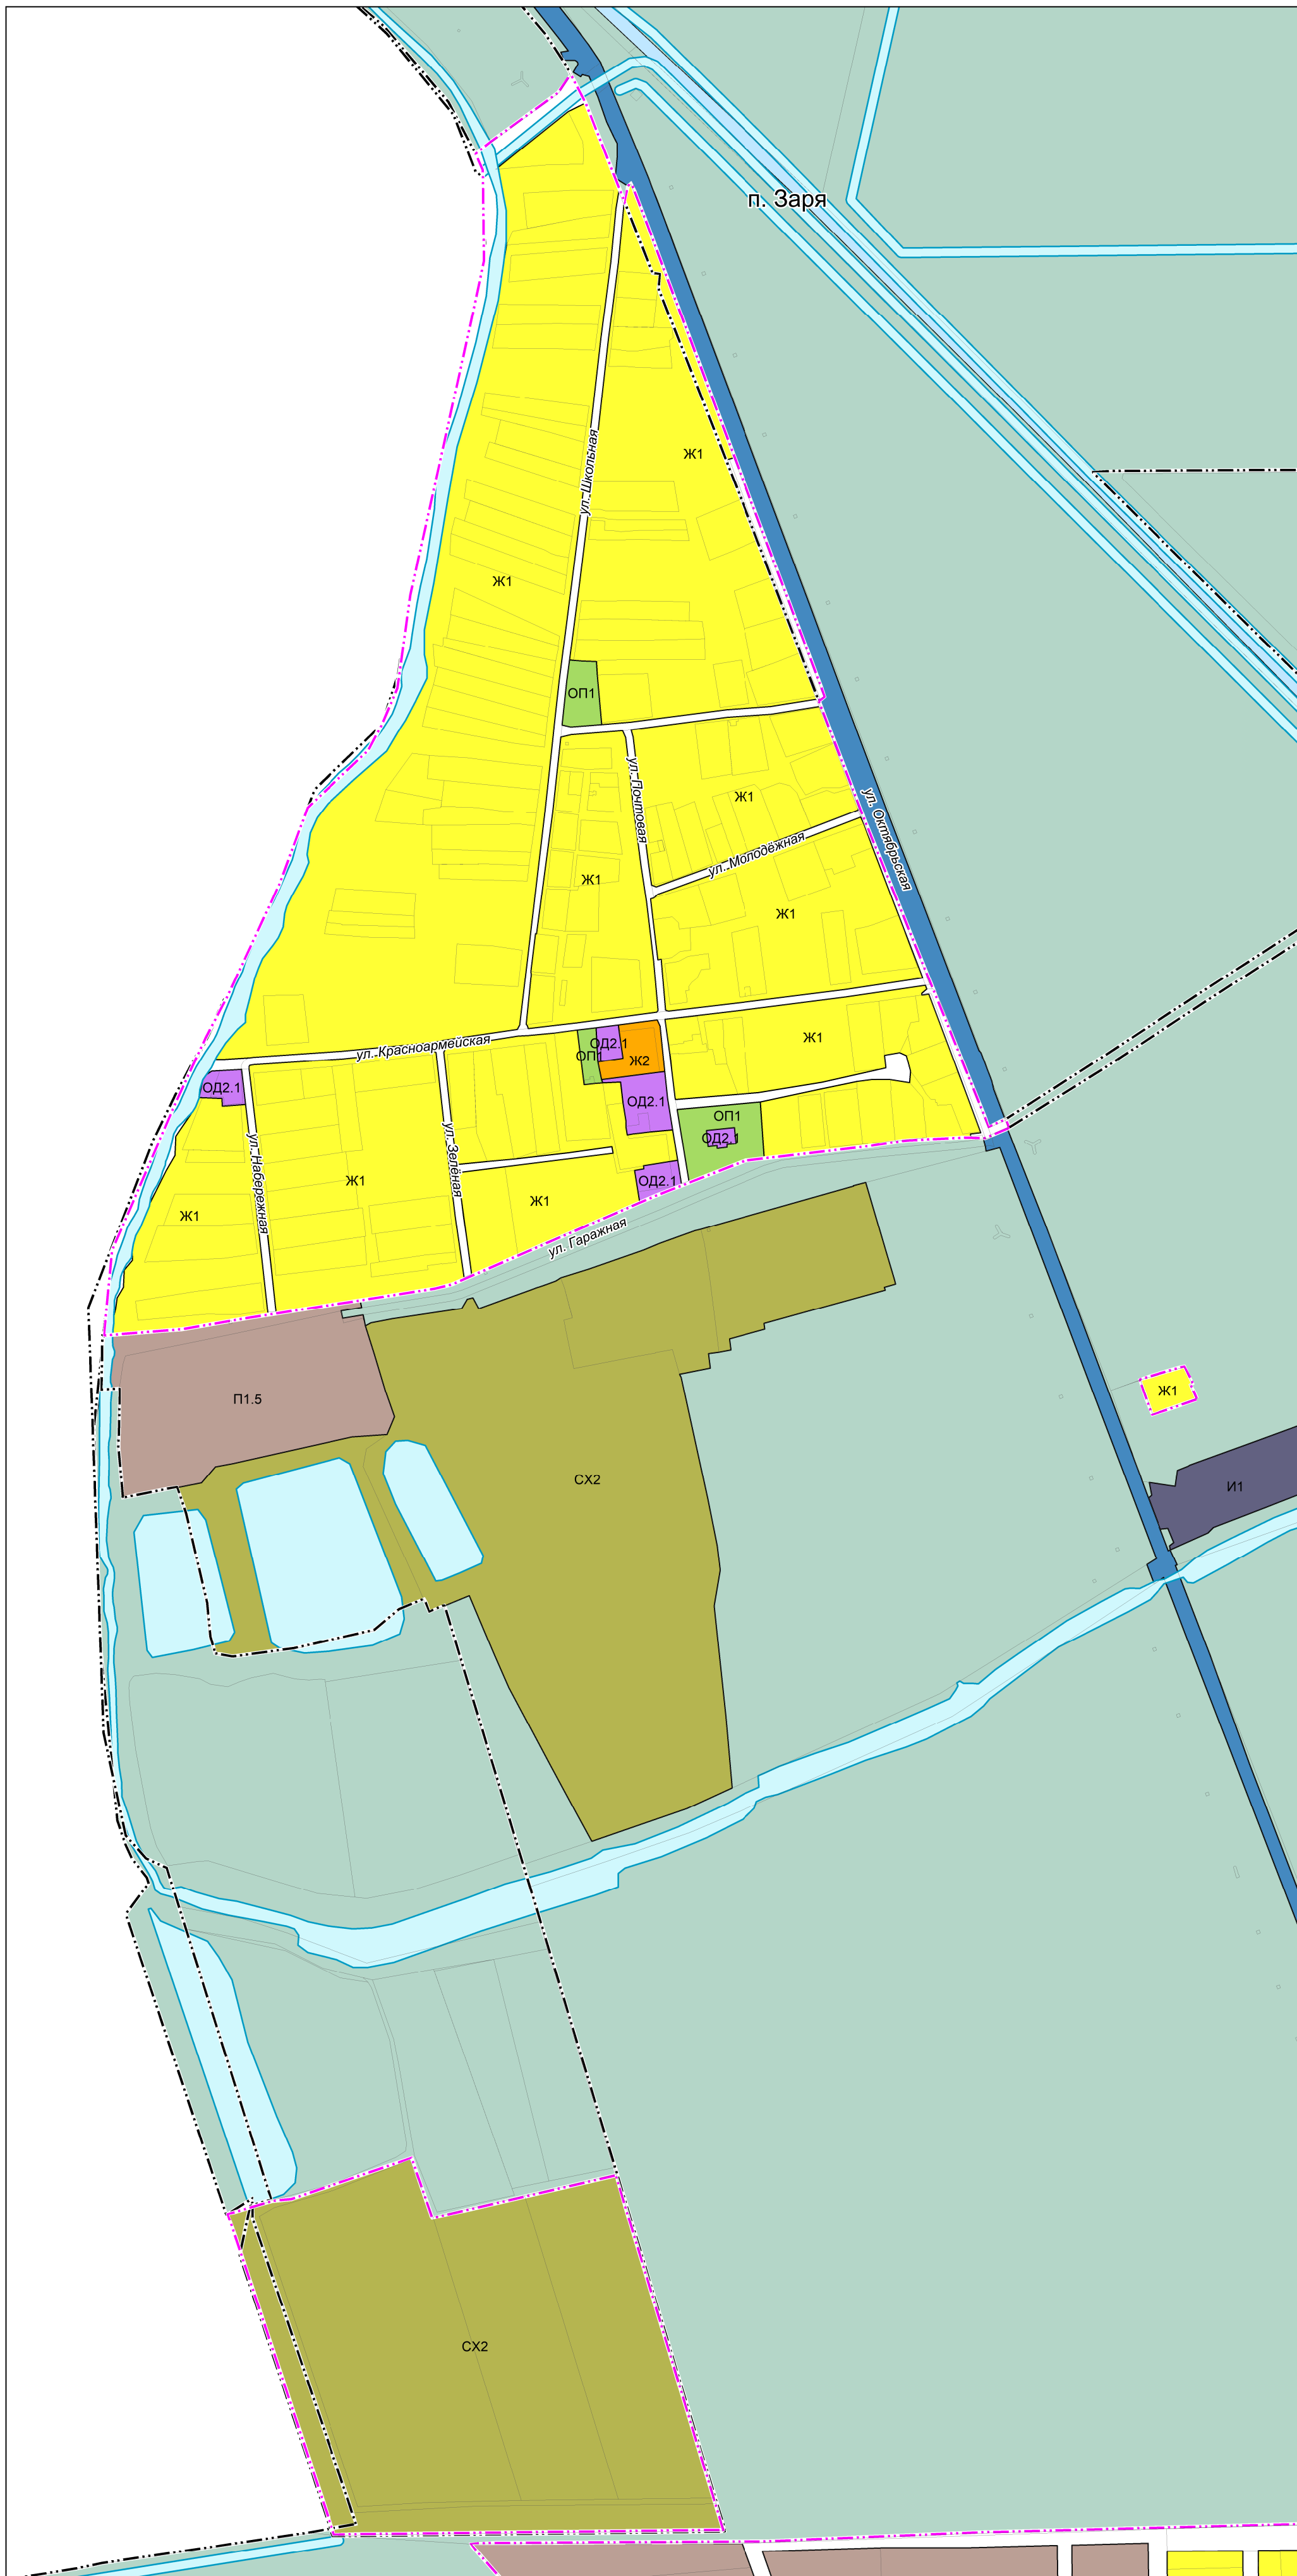 п. Заря
ул. Школьная
Ж1
Ж1
ОП1
ул. Почтовая
Ж1
ул. Молодёжная
ул. Октябрьская
Ж1
Ж1
ул. Красноармейская
ОД2.1
ОП1
Ж2
Ж1
ОД2.1
ОД2.1
ОП1
ОД2.1
ул. Набережная
ул. Зелёная
Ж1
ОД2.1
Ж1
Ж1
ул. Гаражная
П1.5
Ж1
СХ2
И1
СХ2